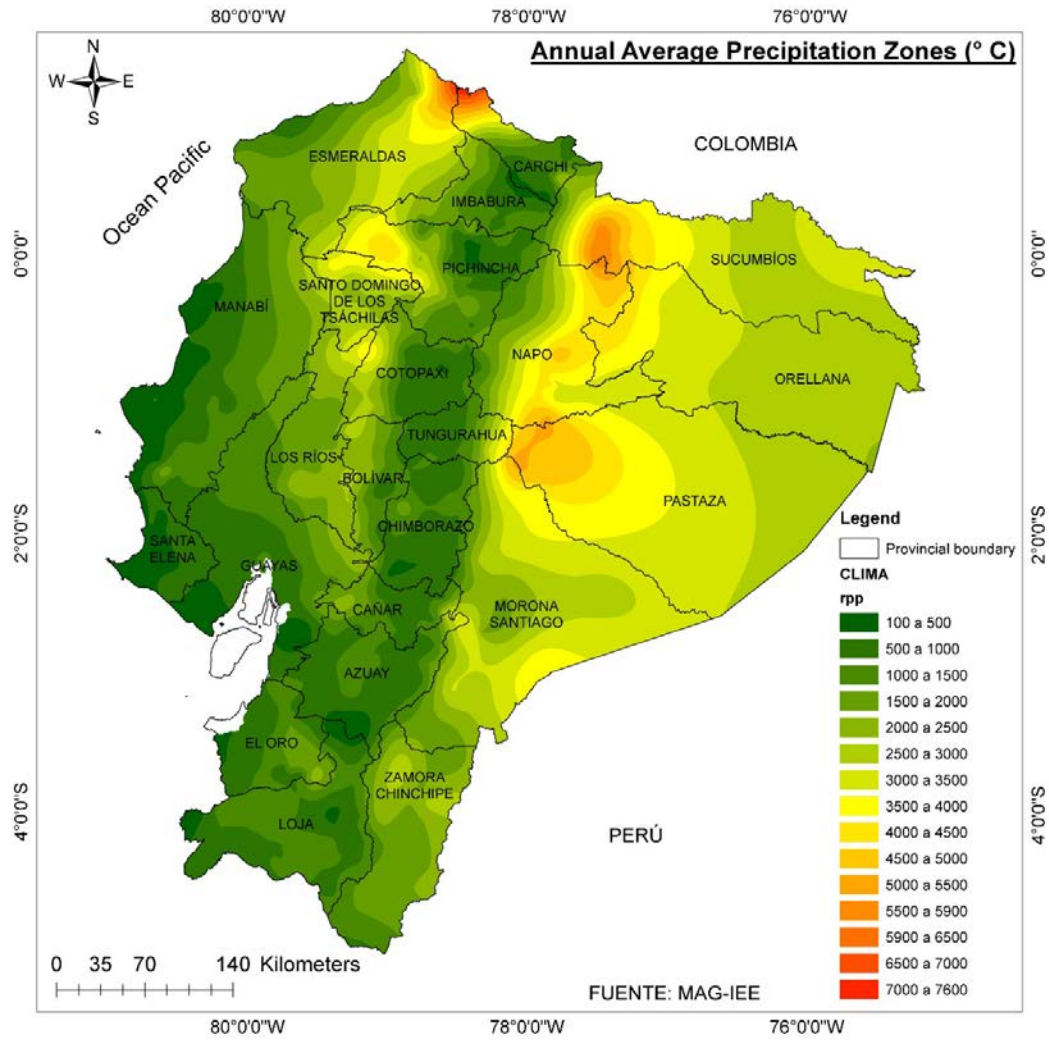 80°0'0"W 78°0'0"W 76°0'0"W
Annual Average Precipitation Zones (° C)
N
W E
S
COLOMBIA
Ocean Pacific
ESMERALDAS
CARCHI
IMBABURA
0°0'0"
0°0'0"
SUCUMBÍOS
PICHINCHA
SANTO DOMINGO
DE LOS
TSÁCHILAS
MANABÍ
NAPO
COTOPAXI
ORELLANA
TUNGURAHUA
LOS RÍOS
BOLÍVAR
PASTAZA
CHIMBORAZO
2°0'0"S
2°0'0"S
SANTA
ELENA
GUAYAS
CAÑAR
MORONA
SANTIAGO
AZUAY
EL ORO
ZAMORA
CHINCHIPE
LOJA
4°0'0"S
4°0'0"S
PERÚ
Legend
Provincial boundary
CLIMA
rpp
100 a 500
500 a 1000
1000 a 1500
1500 a 2000
2000 a 2500
2500 a 3000
3000 a 3500
3500 a 4000
4000 a 4500
4500 a 5000
5000 a 5500
5500 a 5900
5900 a 6500
6500 a 7000
7000 a 7600
0 35 70 140 Kilometers
FUENTE: MAG-IEE
80°0'0"W 78°0'0"W 76°0'0"W